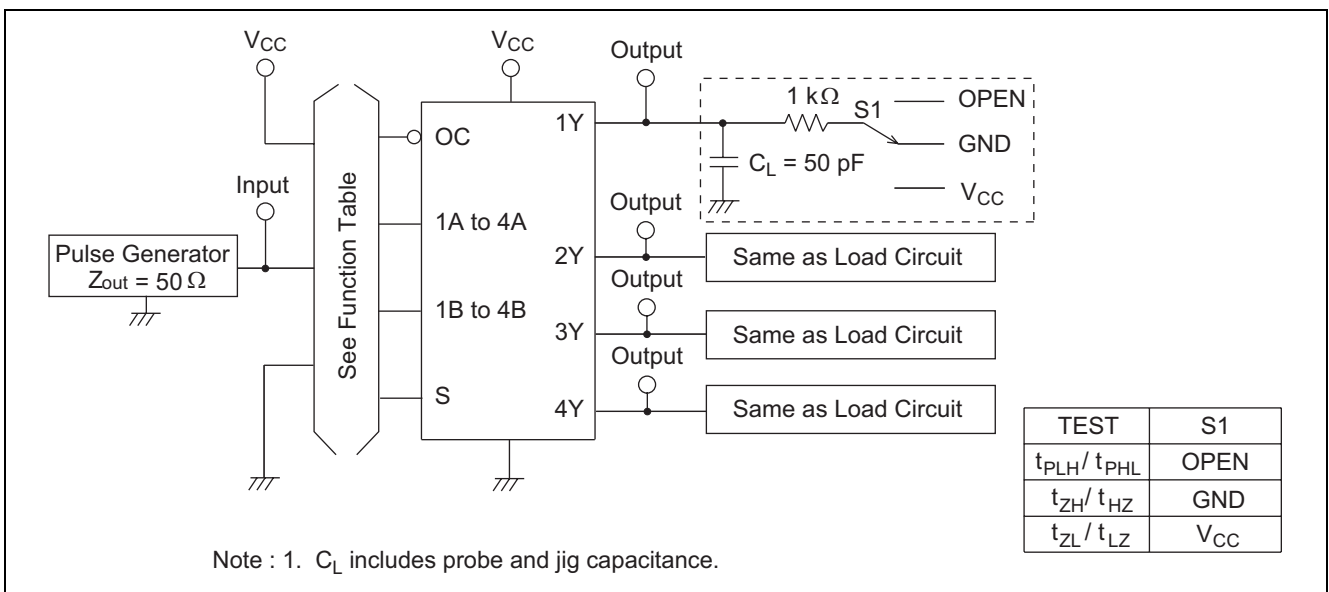 VCC
Input
Pulse Generator
Zout = 50 Ω
See Function Table
VCC
OC
1A to 4A
1B to 4B
S
1Y
2Y
3Y
4Y
Output
1 kΩ
S1
OPEN
GND
VCC
CL = 50 pF
Output
Same as Load Circuit
Output
Same as Load Circuit
Output
Same as Load Circuit
TEST S1
tPLH / tPHL OPEN
tZH / tHZ GND
tZL / tLZ VCC
Note : 1. CL includes probe and jig capacitance.